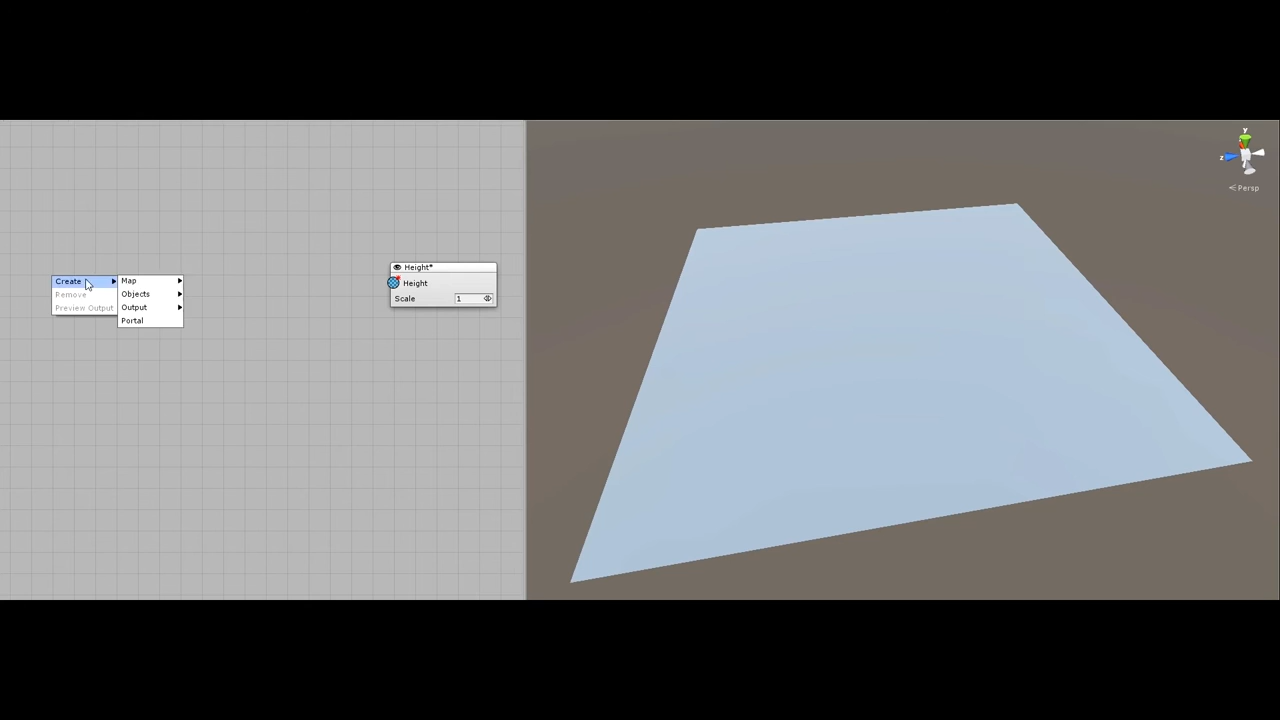 Create
Remove
Preview Output
Map
Objects
Output
Portal
Height*
Height
Scale 1
y
z
Persp